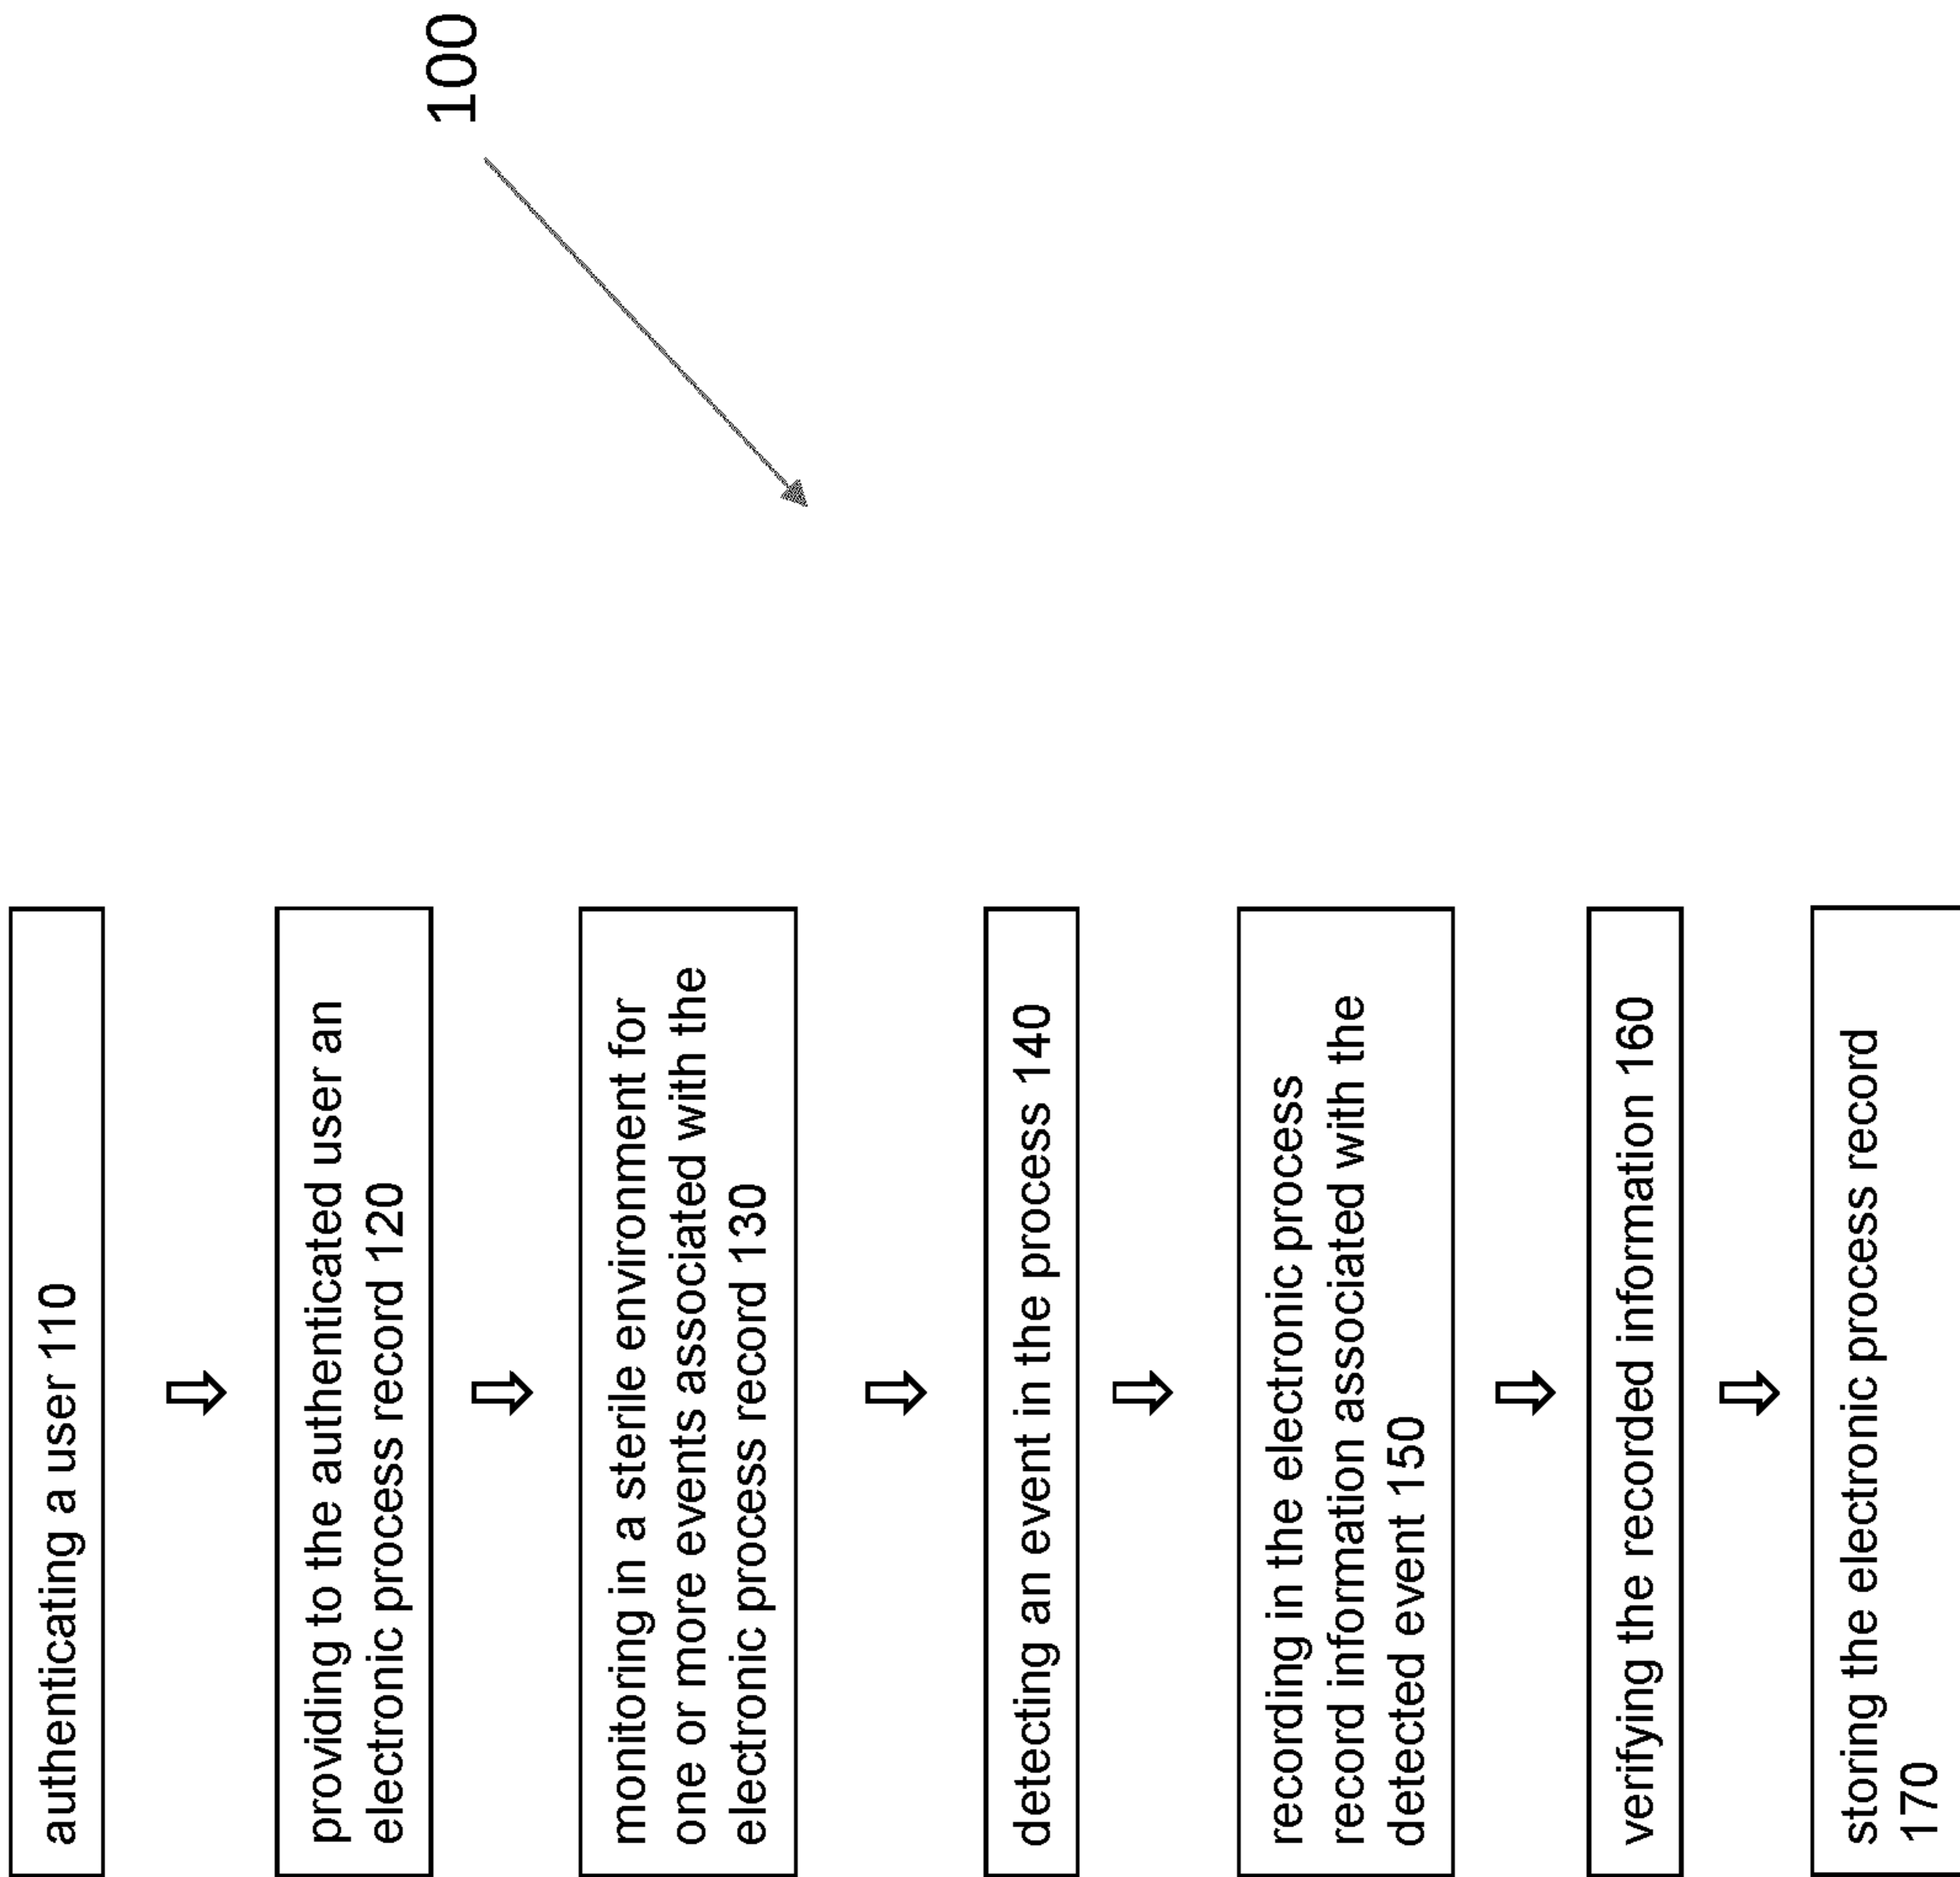 100
authenticating a user 110
providing to the authenticated user an
electronic process record 120
monitoring in a sterile environment for
one or more events associated with the
electronic process record 130
detecting an event in the process 140
recording in the electronic process
record information associated with the
detected event 150
verifying the recorded information 160
storing the electronic process record
170